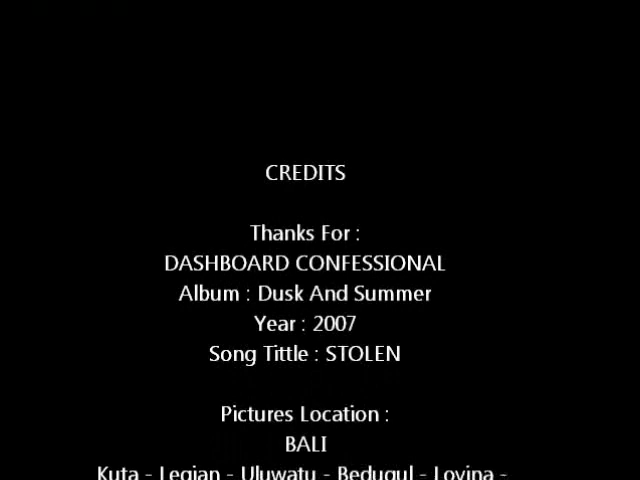 CREDITS
Thanks For :
DASHBOARD CONFESSIONAL
Album : Dusk And Summer
Year : 2007
Song Tittle : STOLEN
Pictures Location :
BALI
Kuta - Legian - Uluwatu - Bedugul - Lovina -